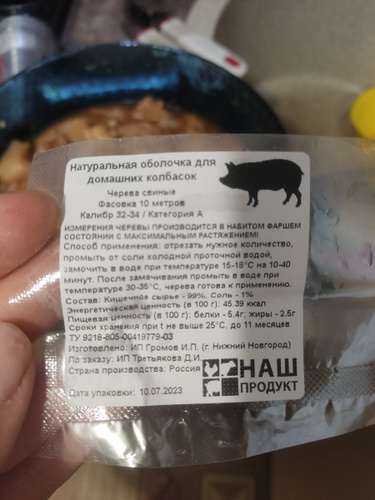 Натуральная оболочка для
домашних колбасок
Черева свиные
Фасовка 10 метров
Калибр 32-34 / Категория А
ИЗМЕРЕНИЯ ЧЕРЕВЫ ПРОИЗВОДИТСЯ В НАБИТОМ ФАРШЕМ
СОСТОЯНИИ С МАКСИМАЛЬНЫМ РАСТЯЖЕНИЕМ!
Способ применения: отрезать нужное количество,
промыть от соли холодной проточной водой,
замочить в воде при температуре 15-18°С на 10-40
минут. После замачивания промыть в воде при
температуре 30-35°С, черева готова к применению.
Состав: Кишечное сырье - 99%, Соль - 1%
Энергетическая ценность (в 100 г): 45.39 ккал
Пищевая ценность (в 100 г): белки - 5.4г; жиры - 2.5г
Сроки хранения при t не выше 25°С, до 11 месяцев
ТУ 9218-805-00419779-03
Изготовлено: ИП Громов И.П. (г. Нижний Новгород)
По заказу: ИП Третьякова Д.И.
Страна производства: Россия
НАШ
ПРОДУКТ
Дата упаковки: 10.07.2023